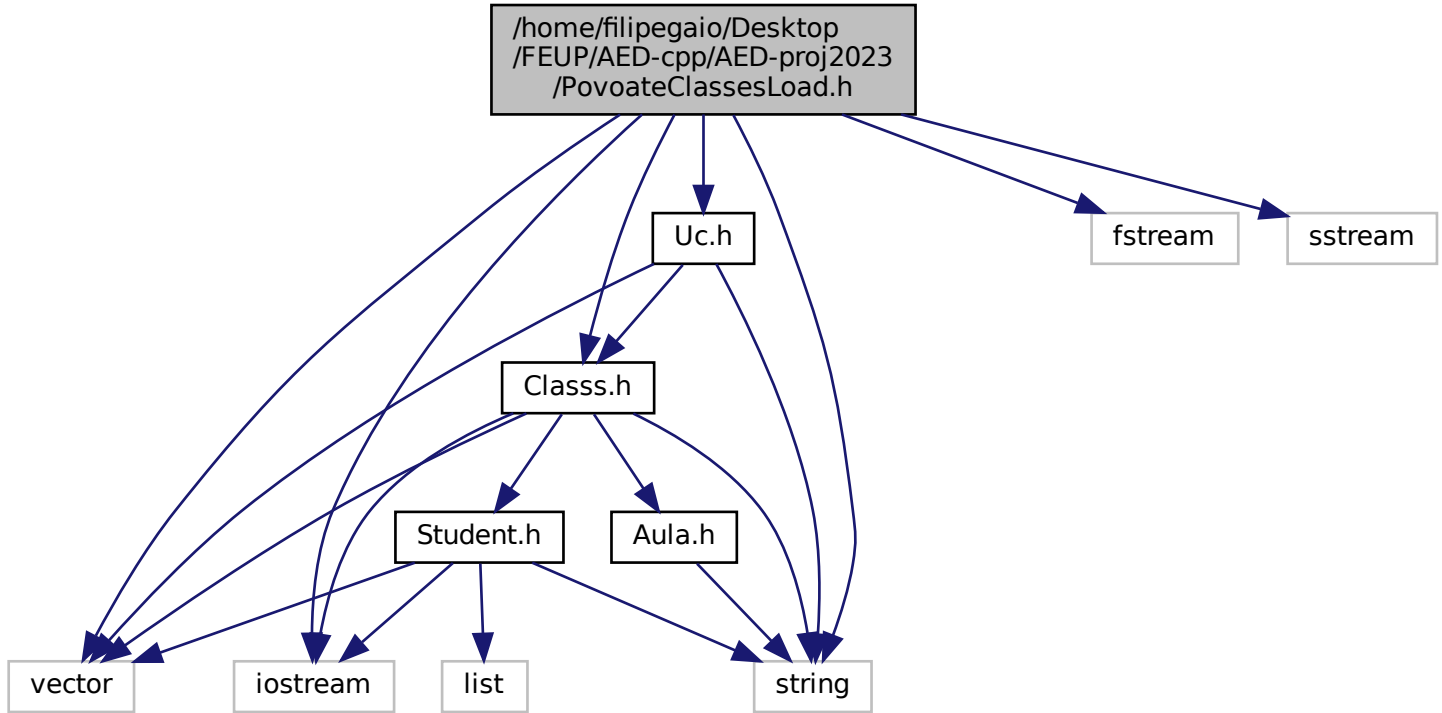 /home/filipegaio/Desktop
/FEUP/AED-cpp/AED-proj2023
/PovoateClassesLoad.h
Uc.h
fstream
sstream
Classs.h
Student.h
Aula.h
vector
iostream
list
string